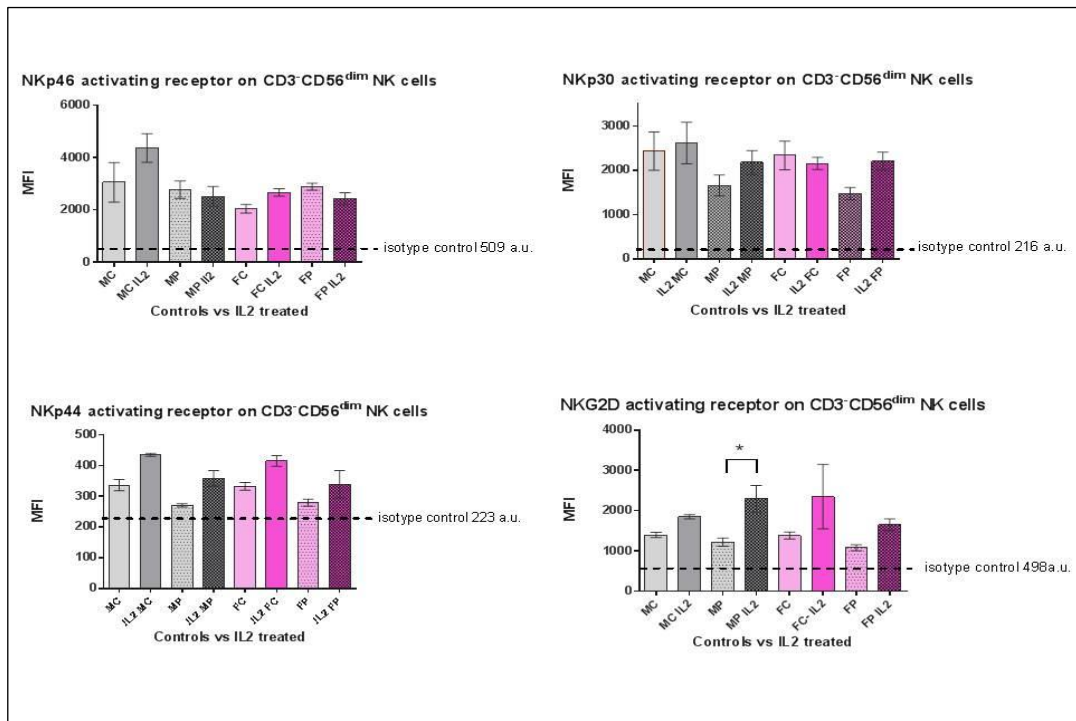 NKp46 activating receptor on CD3-CD56dim NK cells
6000
4000
2000
0
MFI
isotype control 509 a.u.
MC
MC IL2
MP
MP Il2
FC
FC IL2
FP
FP IL2
Controls vs IL2 treated
NKp30 activating receptor on CD3-CD56dim NK cells
3000
2000
1000
0
MFI
isotype control 216 a.u.
MC
IL2 MC
MP
IL2 MP
FC
IL2 FC
FP
IL2 FP
Controls vs IL2 treated
NKp44 activating receptor on CD3-CD56dim NK cells
500
400
300
200
100
0
MFI
isotype control 223 a.u.
MC
IL2 MC
MP
IL2 MP
FC
IL2 FC
FP
IL2 FP
Controls vs IL2 treated
NKG2D activating receptor on CD3-CD56dim NK cells
4000
3000
2000
1000
0
MFI
*
isotype control 498a.u.
MC
MC IL2
MP
MP IL2
FC
FC- IL2
FP
FP IL2
Controls vs IL2 treated